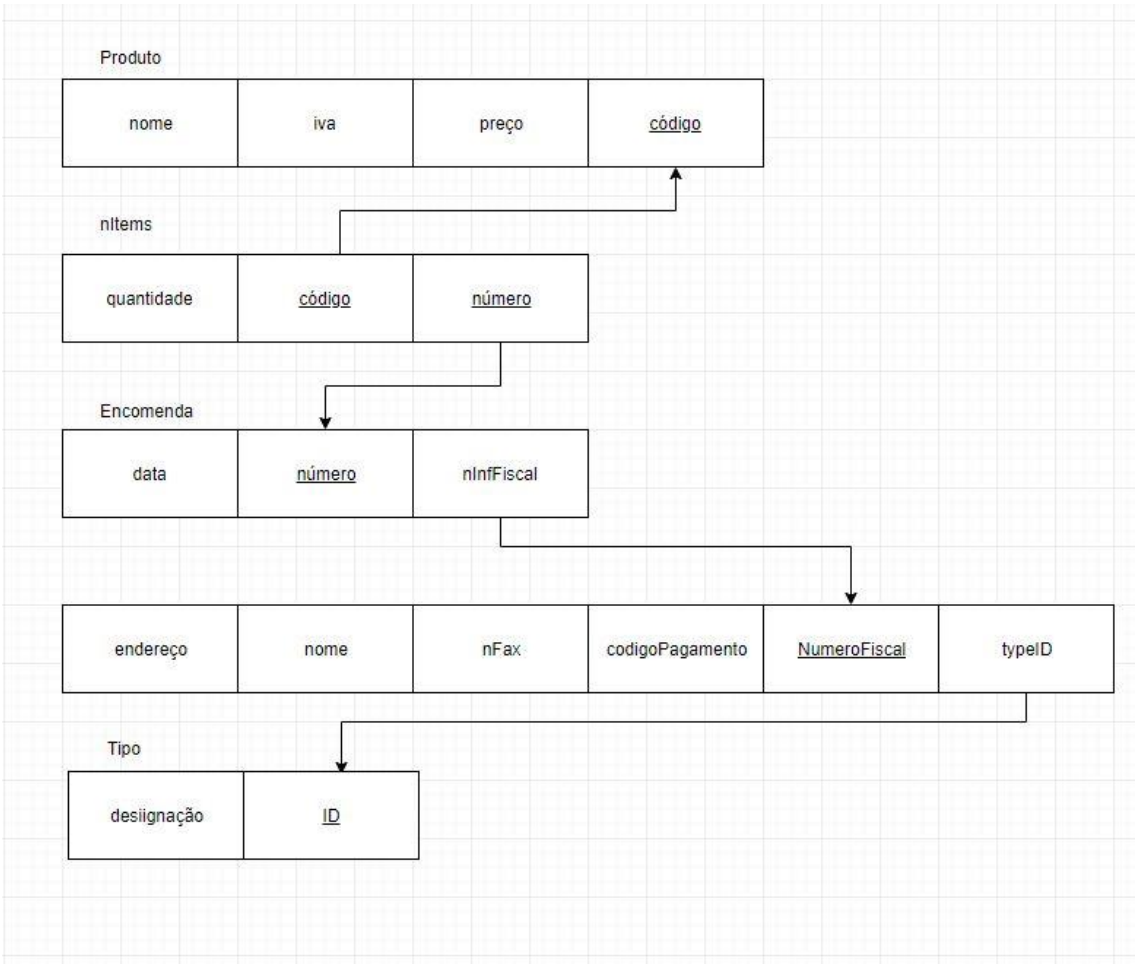 Produto
nome iva preço código
nItems
quantidade código número
Encomenda
data número nInfFiscal
endereço nome nFax codigoPagamento NumeroFiscal typeID
Tipo
desiignação ID